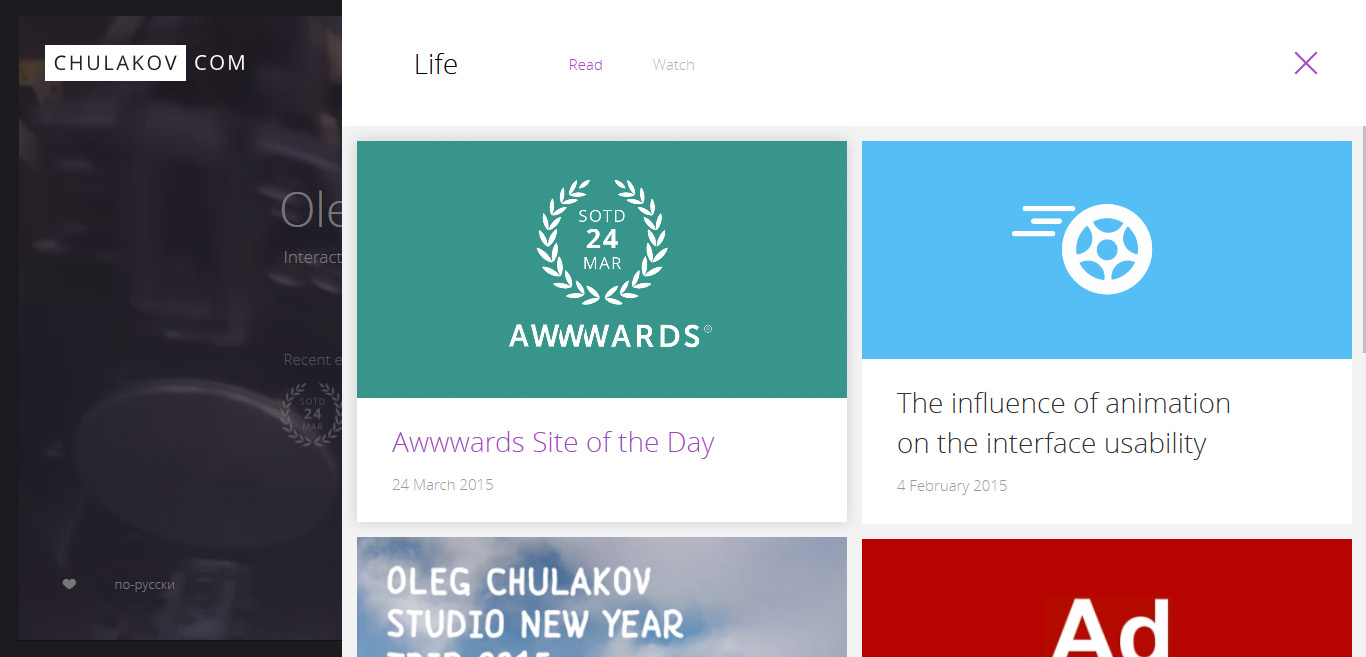 CHULAKOV COM
Ole
Interact
Recent e
SOTD
24
MAR
по-русски
Life
Read
Watch
SOTD
24
MAR
AWWWARDS®
Awwwards Site of the Day
24 March 2015
The influence of animation
on the interface usability
4 February 2015
OLEG CHULAKOV
STUDIO NEW YEAR
TRIP 2015
Ad